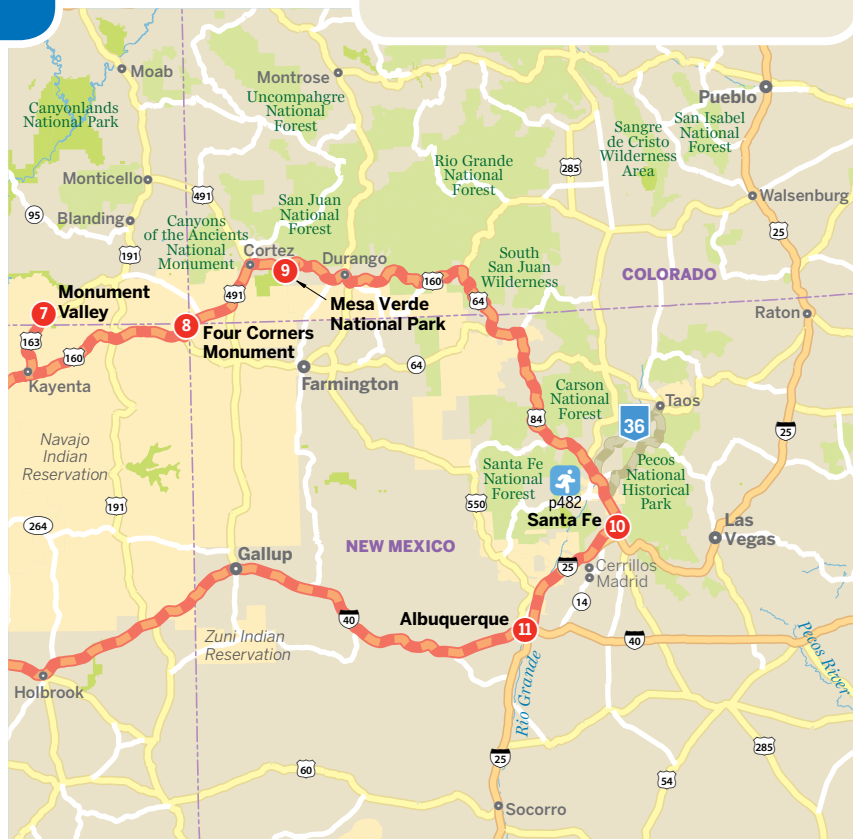 Moab
Montrose
Canyonlands
National Park
Uncompahgre
National
Forest
Pueblo
San Isabel
National
Forest
Sangre
de Cristo
Wilderness
Area
Rio Grande
National
Forest
285
Monticello
491
95
Blanding
191
San Juan
National
Forest
Walsenburg
25
Canyons
of the Ancients
National
Monument
Cortez
9
Durango
160
South
San Juan
Wilderness
COLORADO
491
64
7
Monument
Valley
Mesa Verde
National Park
8
Four Corners
Monument
Raton
163
160
Kayenta
64
Farmington
Carson
National
Forest
Taos
84
36
25
Navajo
Indian
Reservation
Santa Fe
National
Forest
p482
Pecos
National
Historical
Park
191
550
264
Santa Fe
10
Las
Vegas
NEW MEXICO
Gallup
25
Cerrillos
Madrid
14
40
Albuquerque
11
40
Zuni Indian
Reservation
Pecos River
Holbrook
Rio Grande
25
285
60
54
Socorro